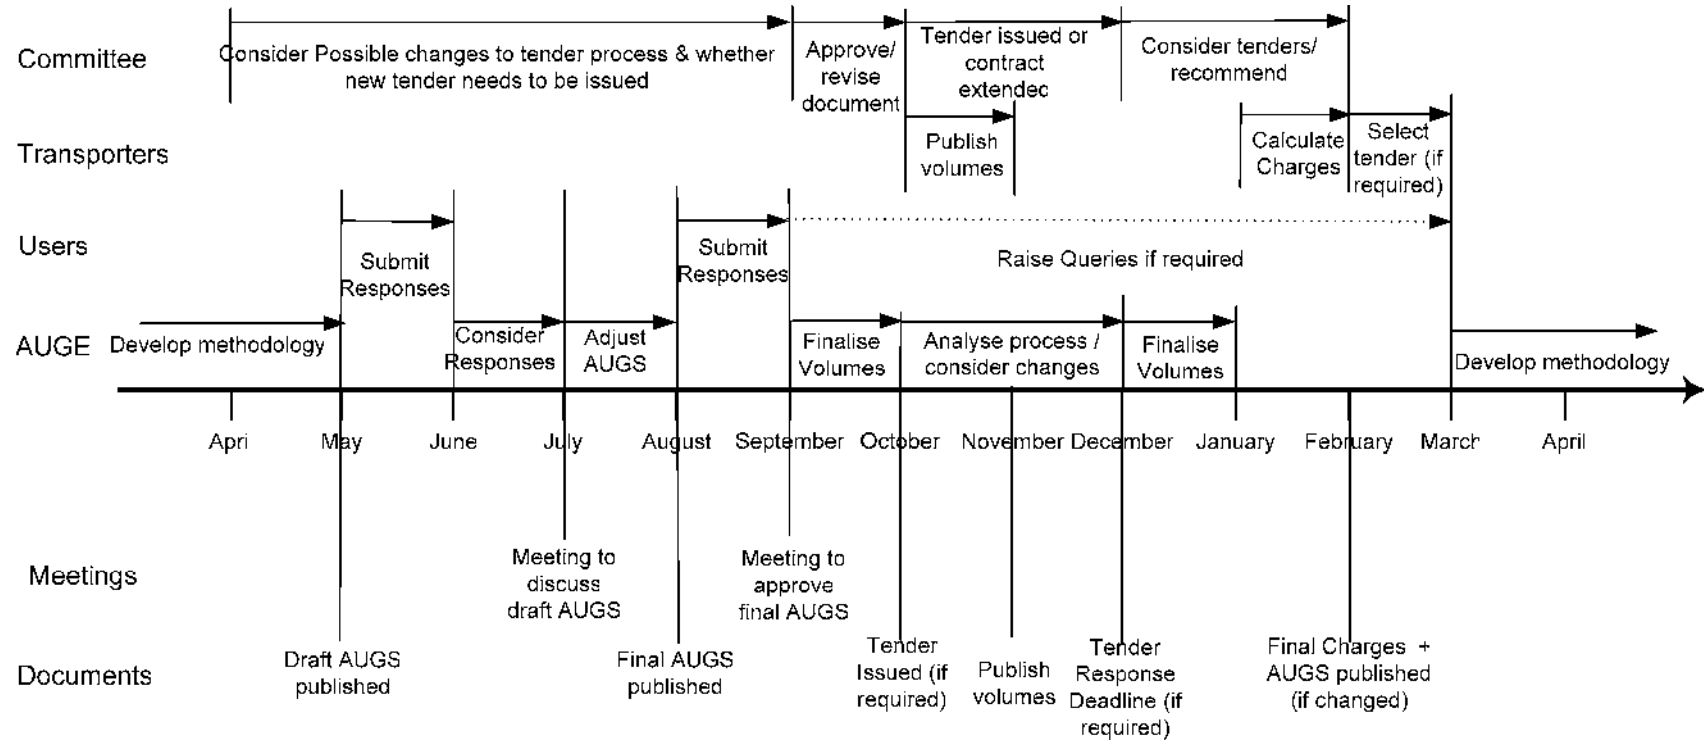 Committee
Consider Possible changes to tender process & whether
new tender needs to be issued
Approve/
revise
document
Tender issued or
contract
extended
Consider tenders/
recommend
Transporters
Publish
volumes
Calculate
Charges
Select
tender (if
required)
Users
Submit
Responses
Submit
Responses
Raise Queries if required
AUGE
Develop methodology
Consider
Responses
Adjust
AUGS
Finalise
Volumes
Analyse process /
consider changes
Finalise
Volumes
Develop methodology
Apri May June July August September October November December January February March April
Meetings
Meeting to
discuss
draft AUGS
Meeting to
approve
final AUGS
Documents
Draft AUGS
published
Final AUGS
published
Tender
Issued (if
required)
Publish
volumes
Tender
Response
Deadline (if
required)
Final Charges +
AUGS published
(if changed)